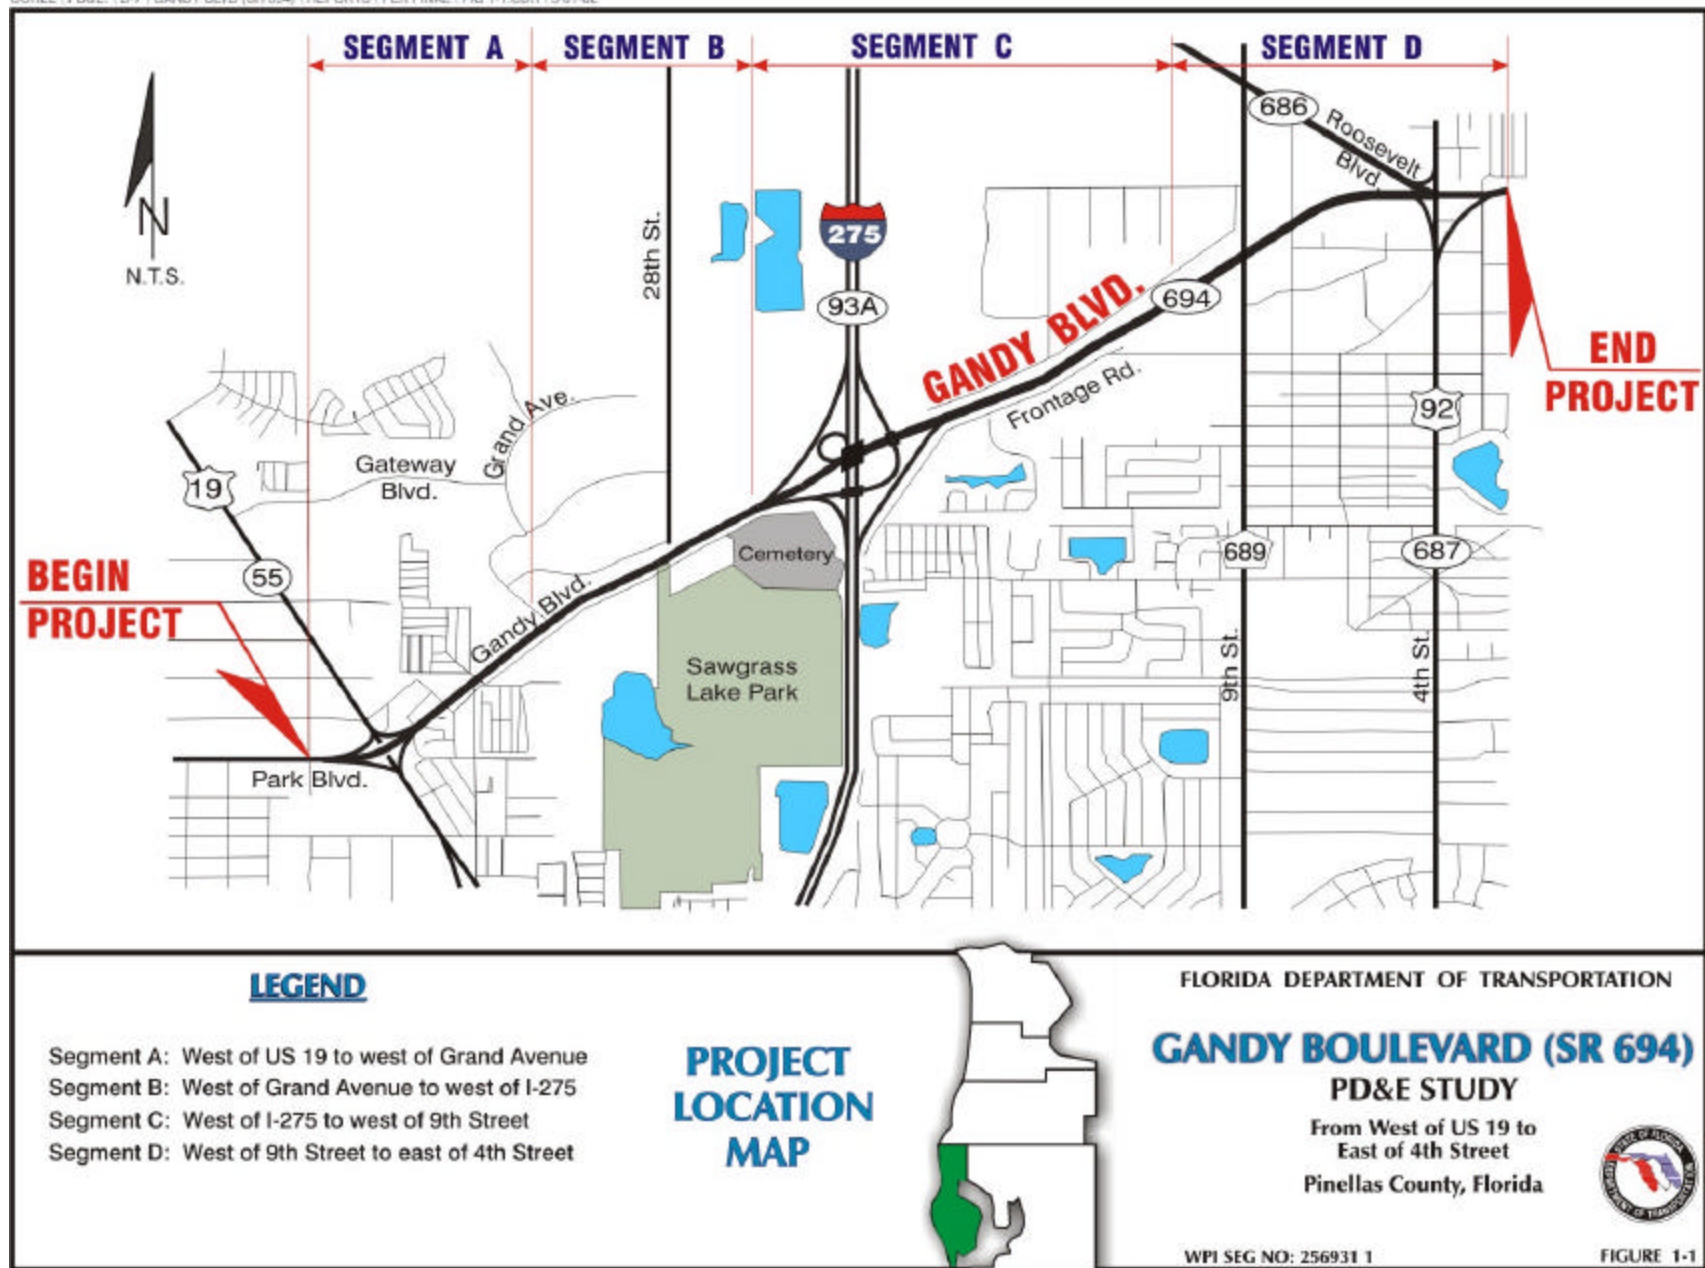 SEGMENT A
SEGMENT B
SEGMENT C
SEGMENT D
686
Roosevelt
Blvd.
N
N.T.S.
28th St.
275
93A
694
GANDY BLVD.
END
PROJECT
Frontage Rd.
92
Grand Ave.
Gateway
Blvd.
19
Cemetery
689
687
55
BEGIN
PROJECT
Gandy Blvd.
Sawgrass
Lake Park
9th St.
4th St.
Park Blvd.
LEGEND
Segment A: West of US 19 to west of Grand Avenue
Segment B: West of Grand Avenue to west of I-275
Segment C: West of I-275 to west of 9th Street
Segment D: West of 9th Street to east of 4th Street
PROJECT
LOCATION
MAP
FLORIDA DEPARTMENT OF TRANSPORTATION
GANDY BOULEVARD (SR 694)
PD&E STUDY
From West of US 19 to
East of 4th Street
Pinellas County, Florida
STATE OF FLORIDA
DEPARTMENT OF TRANSPORTATION
WPI SEG NO: 256931 1
FIGURE 1-1